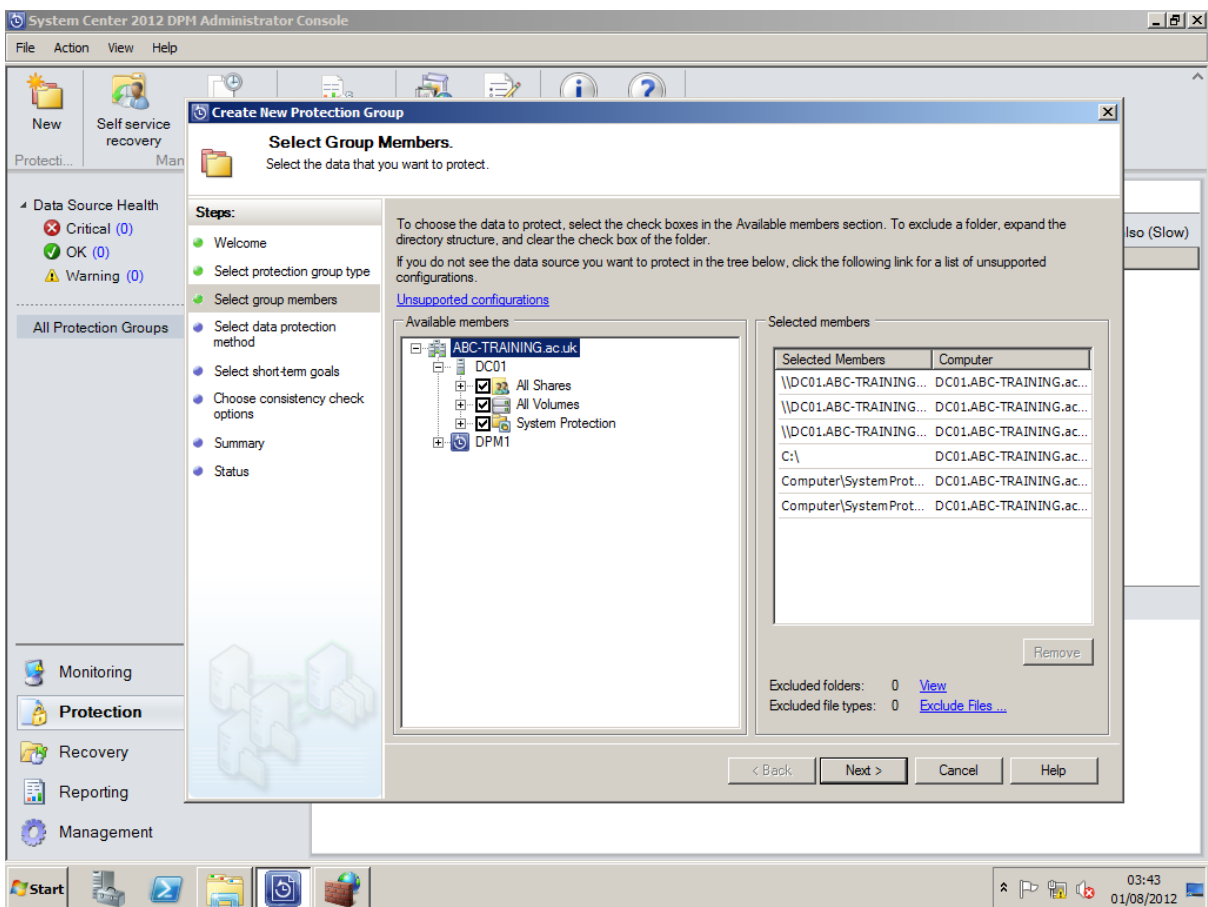 System Center 2012 DPM Administrator Console
File Action View Help
New
Self service
recovery
Protecti...
Man
Create New Protection Group
Select Group Members.
Select the data that you want to protect.
Data Source Health
Critical (0)
OK (0)
Warning (0)
All Protection Groups
Steps:
Welcome
Select protection group type
Select group members
Select data protection
method
Select short-term goals
Choose consistency check
options
Summary
Status
To choose the data to protect, select the check boxes in the Available members section. To exclude a folder, expand the
directory structure, and clear the check box of the folder.
If you do not see the data source you want to protect in the tree below, click the following link for a list of unsupported
configurations.
Unsupported configurations
Available members
ABC-TRAINING.ac.uk
DC01
All Shares
All Volumes
System Protection
DPM1
Selected members
Selected Members Computer
\\DC01.ABC-TRAINING... DC01.ABC-TRAINING.ac...
\\DC01.ABC-TRAINING... DC01.ABC-TRAINING.ac...
\\DC01.ABC-TRAINING... DC01.ABC-TRAINING.ac...
C:\ DC01.ABC-TRAINING.ac...
Computer\SystemProt... DC01.ABC-TRAINING.ac...
Computer\SystemProt... DC01.ABC-TRAINING.ac...
Remove
Excluded folders: 0 View
Excluded file types: 0 Exclude Files ...
< Back Next > Cancel Help
(Slow)
Monitoring
Protection
Recovery
Reporting
Management
Start
03:43
01/08/2012